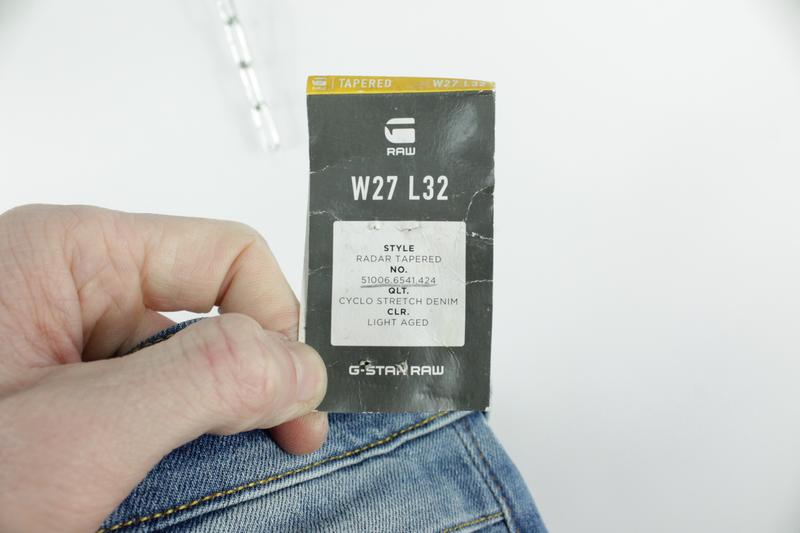 TAPERED W27 L32
RAW
W27 L32
STYLE
RADAR TAPERED
NO.
51006.6541.424
QLT.
CYCLO STRETCH DENIM
CLR.
LIGHT AGED
G-STAR RAW